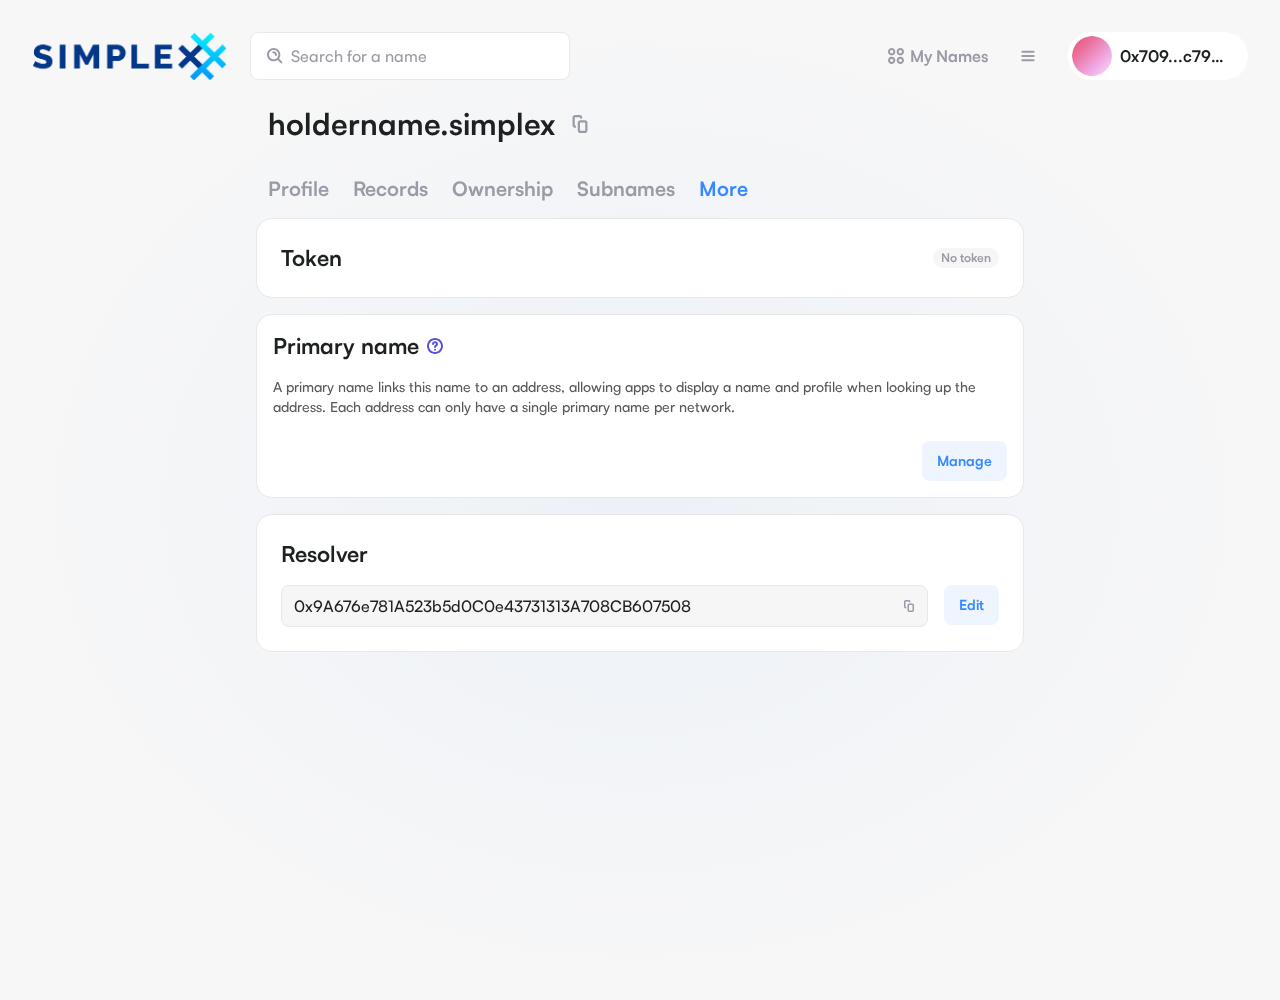 SIMPLEX
Search for a name
My Names
0x709...c79...
holdername.simplex
Profile
Records
Ownership
Subnames
More
Token
No token
Primary name
A primary name links this name to an address, allowing apps to display a name and profile when looking up the
address. Each address can only have a single primary name per network.
Manage
Resolver
0x9A676e781A523b5d0C0e43731313A708CB607508
Edit